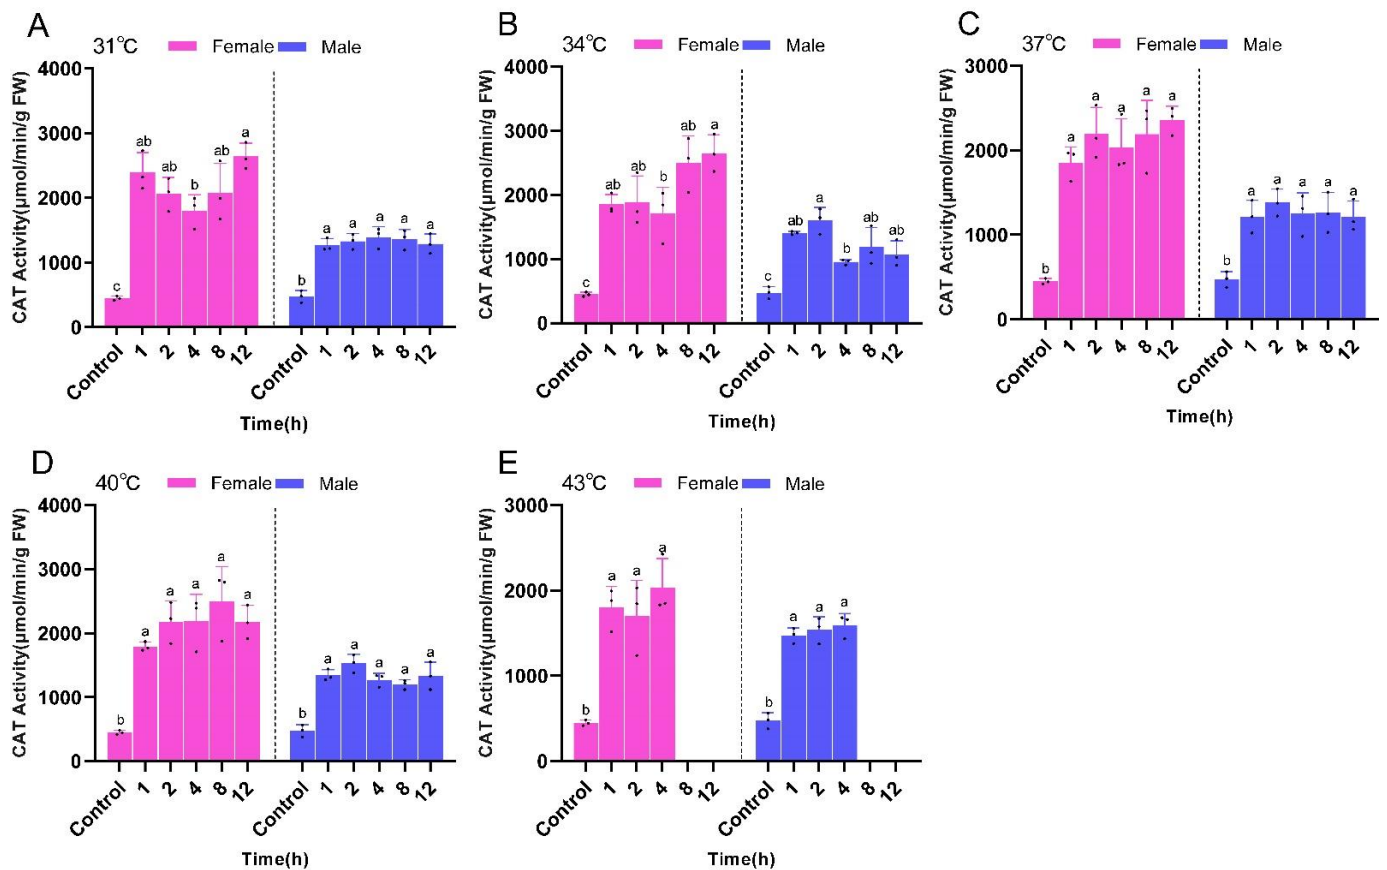 A
31°C Female Male
CAT Activity(μmol/min/g FW)
4000
3000
2000
1000
0
c ab ab b ab a b a a a a a
Control 1 2 4 8 12 Control 1 2 4 8 12
Time(h)
B
34°C Female Male
CAT Activity(μmol/min/g FW)
4000
3000
2000
1000
0
c ab ab b ab a c ab a b ab ab
Control 1 2 4 8 12 Control 1 2 4 8 12
Time(h)
C
37°C Female Male
CAT Activity(μmol/min/g FW)
3000
2000
1000
0
b a a a a a b a a a a a
Control 1 2 4 8 12 Control 1 2 4 8 12
Time(h)
D
40°C Female Male
CAT Activity(μmol/min/g FW)
4000
3000
2000
1000
0
b a a a a a b a a a a a
Control 1 2 4 8 12 Control 1 2 4 8 12
Time(h)
E
43°C Female Male
CAT Activity(μmol/min/g FW)
3000
2000
1000
0
b a a a b a a a
Control 1 2 4 8 12 Control 1 2 4 8 12
Time(h)